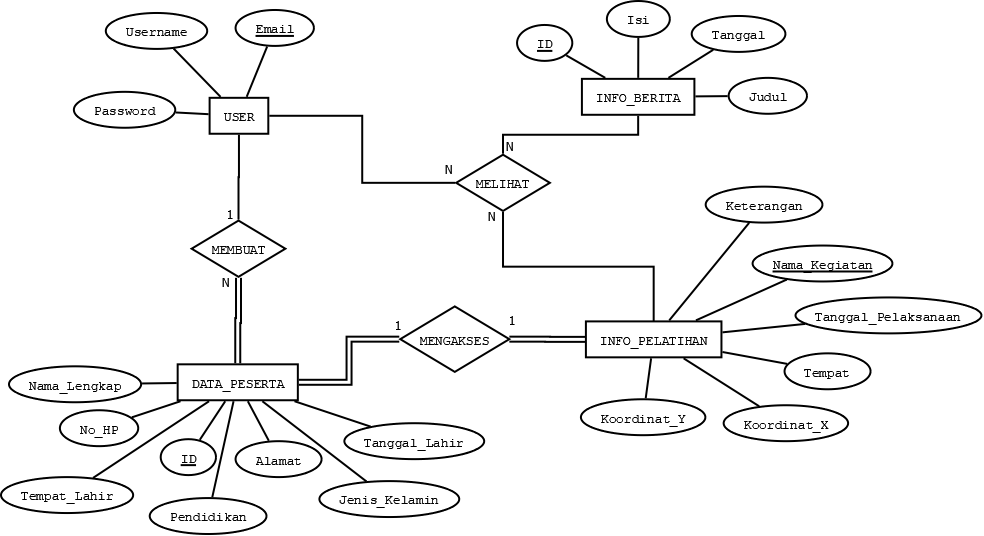 Username
Email
Password
USER
ID
Isi
Tanggal
INFO_BERITA
Judul
N
N
MELIHAT
N
1
MEMBUAT
N
Keterangan
Nama_Kegiatan
Tanggal_Pelaksanaan
1
MENGAKSES
1
INFO_PELATIHAN
Tempat
Koordinat_Y
Koordinat_X
DATA_PESERTA
Nama_Lengkap
No_HP
Tempat_Lahir
ID
Pendidikan
Alamat
Jenis_Kelamin
Tanggal_Lahir